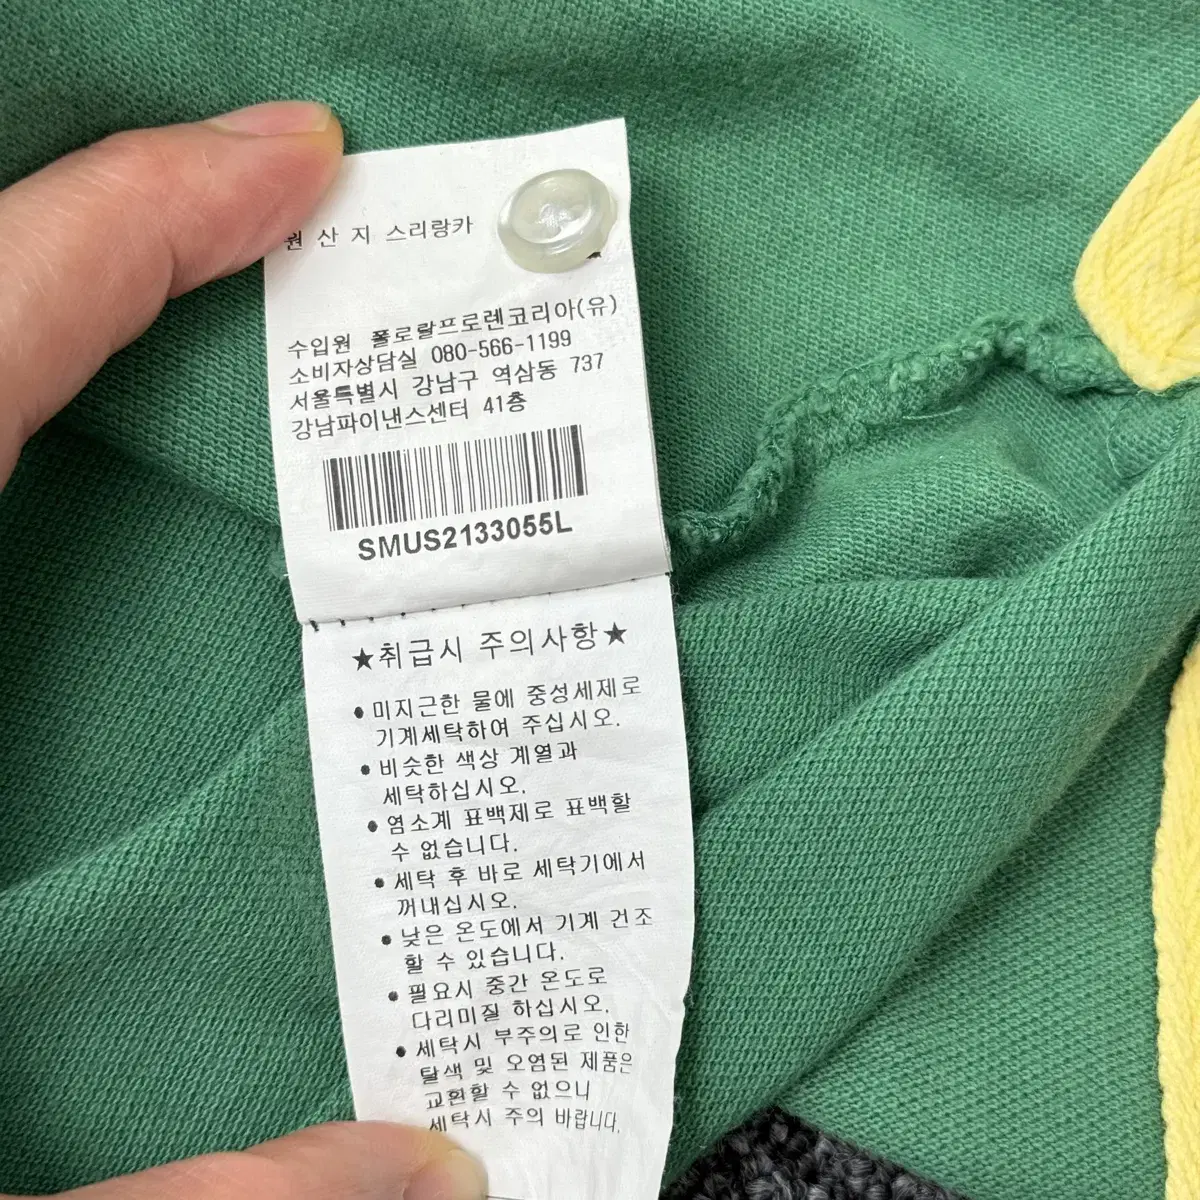 원 산 지 스리랑카
수입원 폴로랄프로렌코리아(유)
소비자상담실 080-566-1199
서울특별시 강남구 역삼동 737
강남파이낸스센터 41층
SMUS2133055L
★취급시 주의사항★
● 미지근한 물에 중성세제로
기계세탁하여 주십시오.
● 비슷한 색상 계열과
세탁하십시오.
● 염소계 표백제로 표백할
수 없습니다.
● 세탁 후 바로 세탁기에서
꺼내십시오.
● 낮은 온도에서 기계 건조
할 수 있습니다.
● 필요시 중간 온도로
다리미질 하십시오.
● 세탁시 부주의로 인한
탈색 및 오염된 제품은
교환할 수 없으니
세탁시 주의 바랍니다.